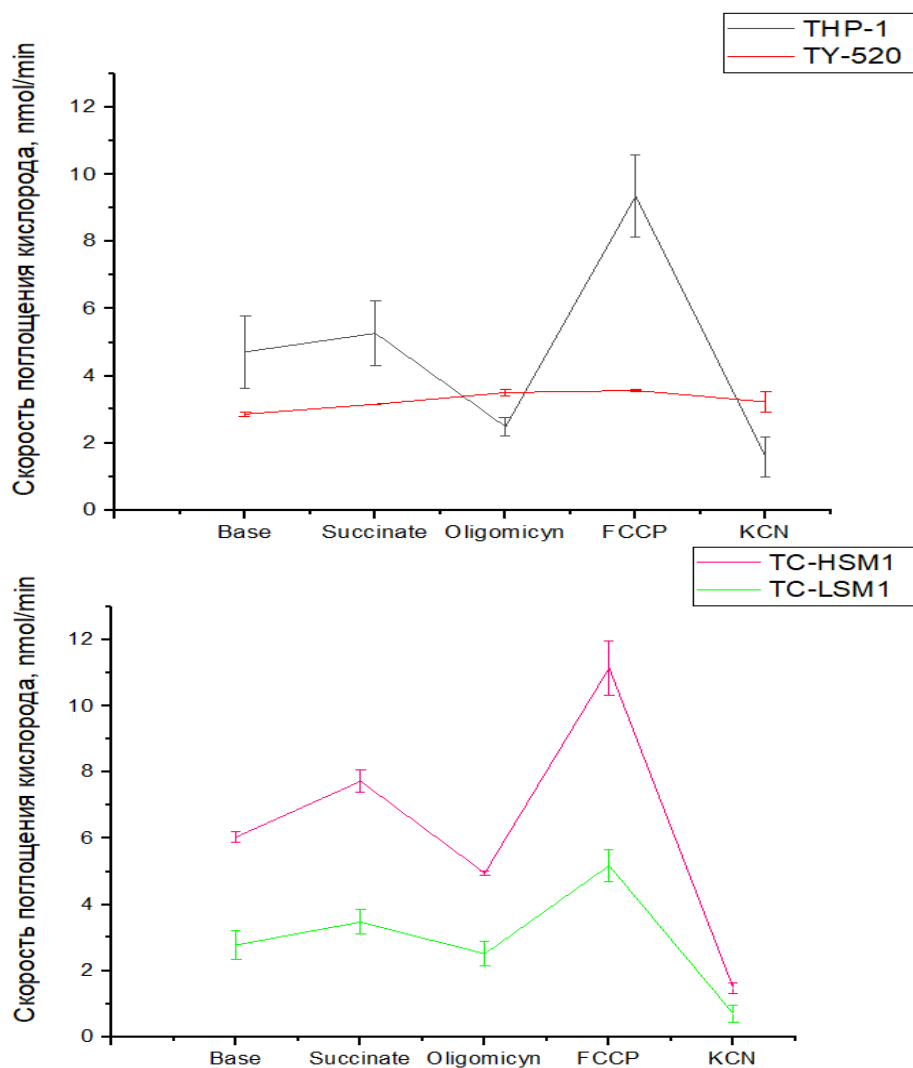 THP-1
TY-520
Скорость поглощения кислорода, nmol/min
12
10
8
6
4
2
0
Base Succinate Oligomicyn FCCP KCN
TC-HSM1
TC-LSM1
Скорость поглощения кислорода, nmol/min
12
10
8
6
4
2
0
Base Succinate Oligomicyn FCCP KCN